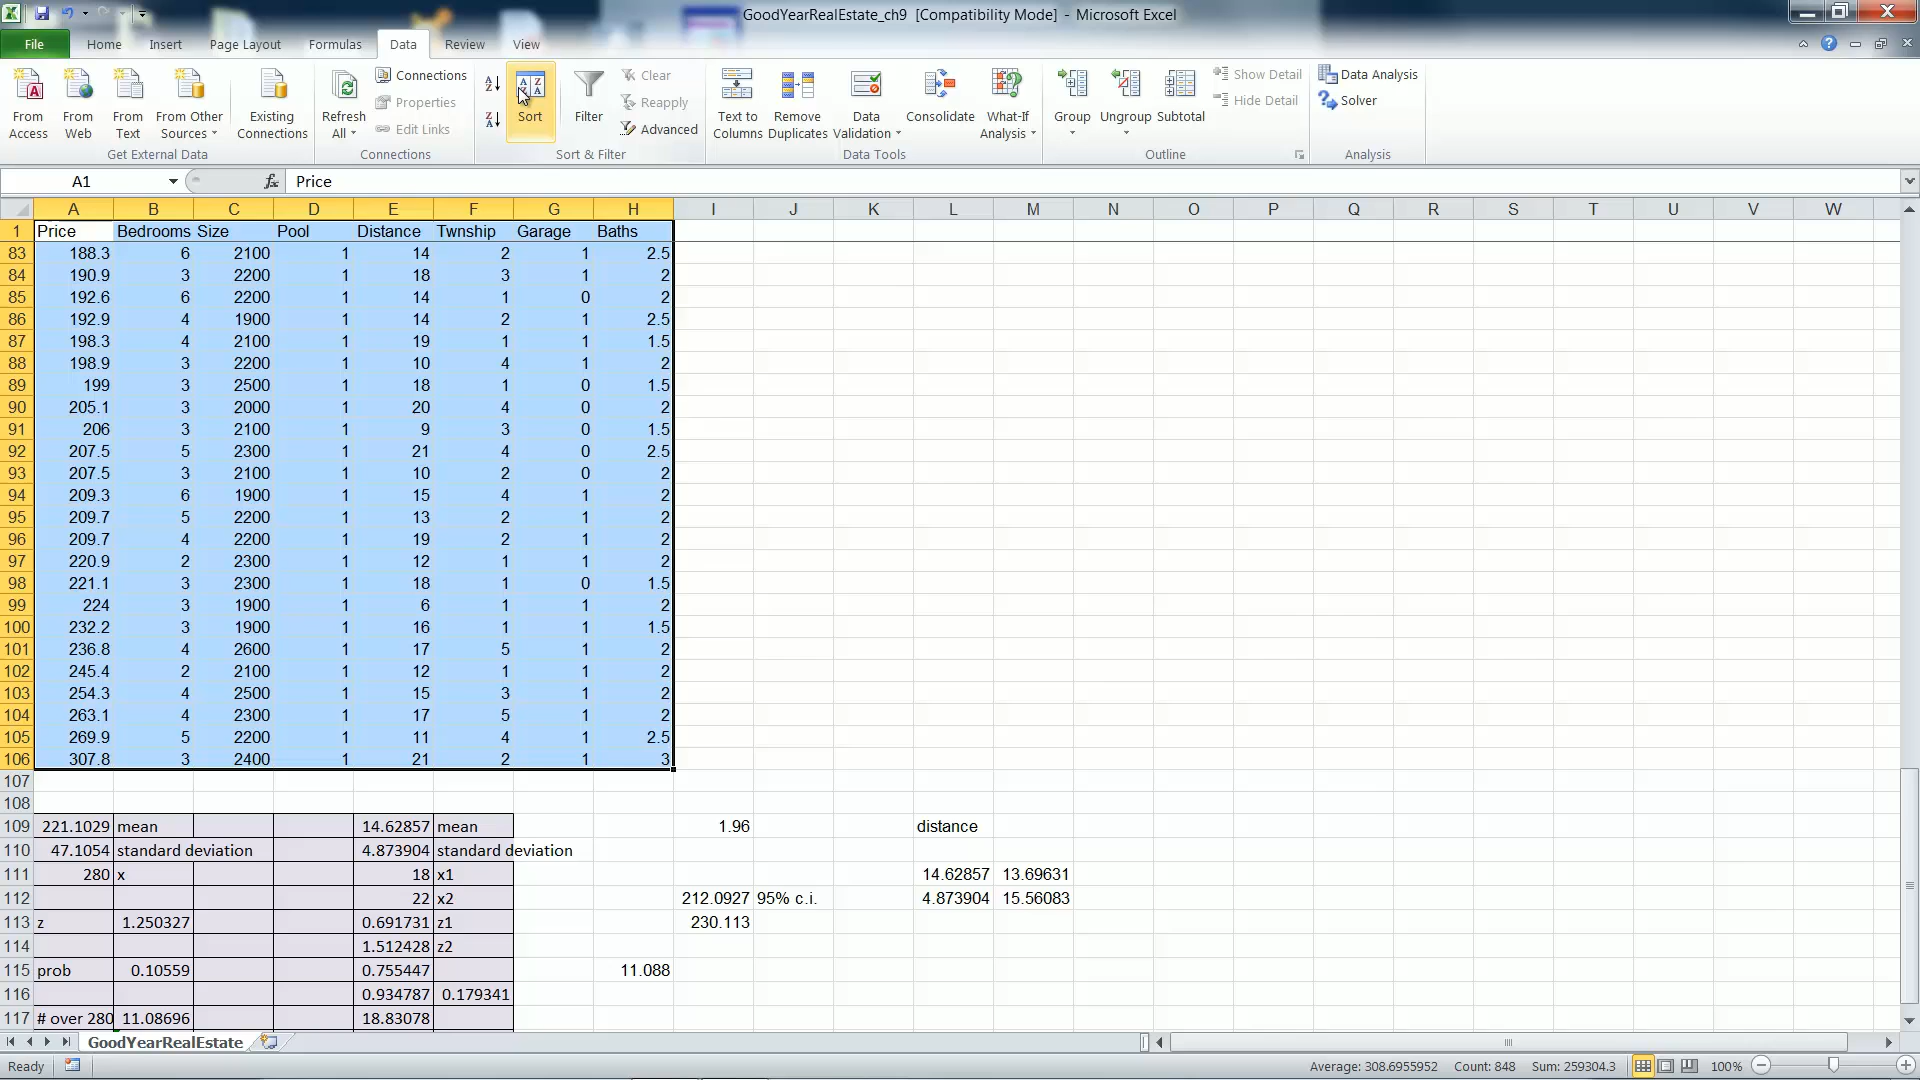 GoodYearRealEstate_ch9 [Compatibility Mode] - Microsoft Excel
File Home Insert Page Layout Formulas Data Review View
From Access
From Web
From Text
From Other Sources
Existing Connections
Get External Data
Refresh All
Connections
Properties
Edit Links
Connections
Sort
Filter
Clear
Reapply
Advanced
Sort & Filter
Text to Columns
Remove Duplicates
Data Validation
Consolidate
What-If Analysis
Data Tools
Group
Ungroup
Subtotal
Show Detail
Hide Detail
Outline
Data Analysis
Solver
Analysis
A1 fx Price
A B C D E F G H I J K L M N O P Q R S T U V W
1 Price Bedrooms Size Pool Distance Twnship Garage Baths
83 188.3 6 2100 1 14 2 1 2.5
84 190.9 3 2200 1 18 3 1 2
85 192.6 6 2200 1 14 1 0 2
86 192.9 4 1900 1 14 2 1 2.5
87 198.3 4 2100 1 19 1 1 1.5
88 198.9 3 2200 1 10 4 1 2
89 199 3 2500 1 18 1 0 1.5
90 205.1 3 2000 1 20 4 0 2
91 206 3 2100 1 9 3 0 1.5
92 207.5 5 2300 1 21 4 0 2.5
93 207.5 3 2100 1 10 2 0 2
94 209.3 6 1900 1 15 4 1 2
95 209.7 5 2200 1 13 2 1 2
96 209.7 4 2200 1 19 2 1 2
97 220.9 2 2300 1 12 1 1 2
98 221.1 3 2300 1 18 1 0 1.5
99 224 3 1900 1 6 1 1 2
100 232.2 3 1900 1 16 1 1 1.5
101 236.8 4 2600 1 17 5 1 2
102 245.4 2 2100 1 12 1 1 2
103 254.3 4 2500 1 15 3 1 2
104 263.1 4 2300 1 17 5 1 2
105 269.9 5 2200 1 11 4 1 2.5
106 307.8 3 2400 1 21 2 1 3
107
108
109 221.1029 mean 14.62857 mean 1.96 distance
110 47.1054 standard deviation 4.873904 standard deviation
111 280 x 18 x1 14.62857 13.69631
112 22 x2 212.0927 95% c.i. 4.873904 15.56083
113 z 1.250327 0.691731 z1 230.113
114 1.512428 z2
115 prob 0.10559 0.755447 11.088
116 0.934787 0.179341
117 # over 280 11.08696 18.83078
GoodYearRealEstate
Ready Average: 308.6955952 Count: 848 Sum: 259304.3 100%